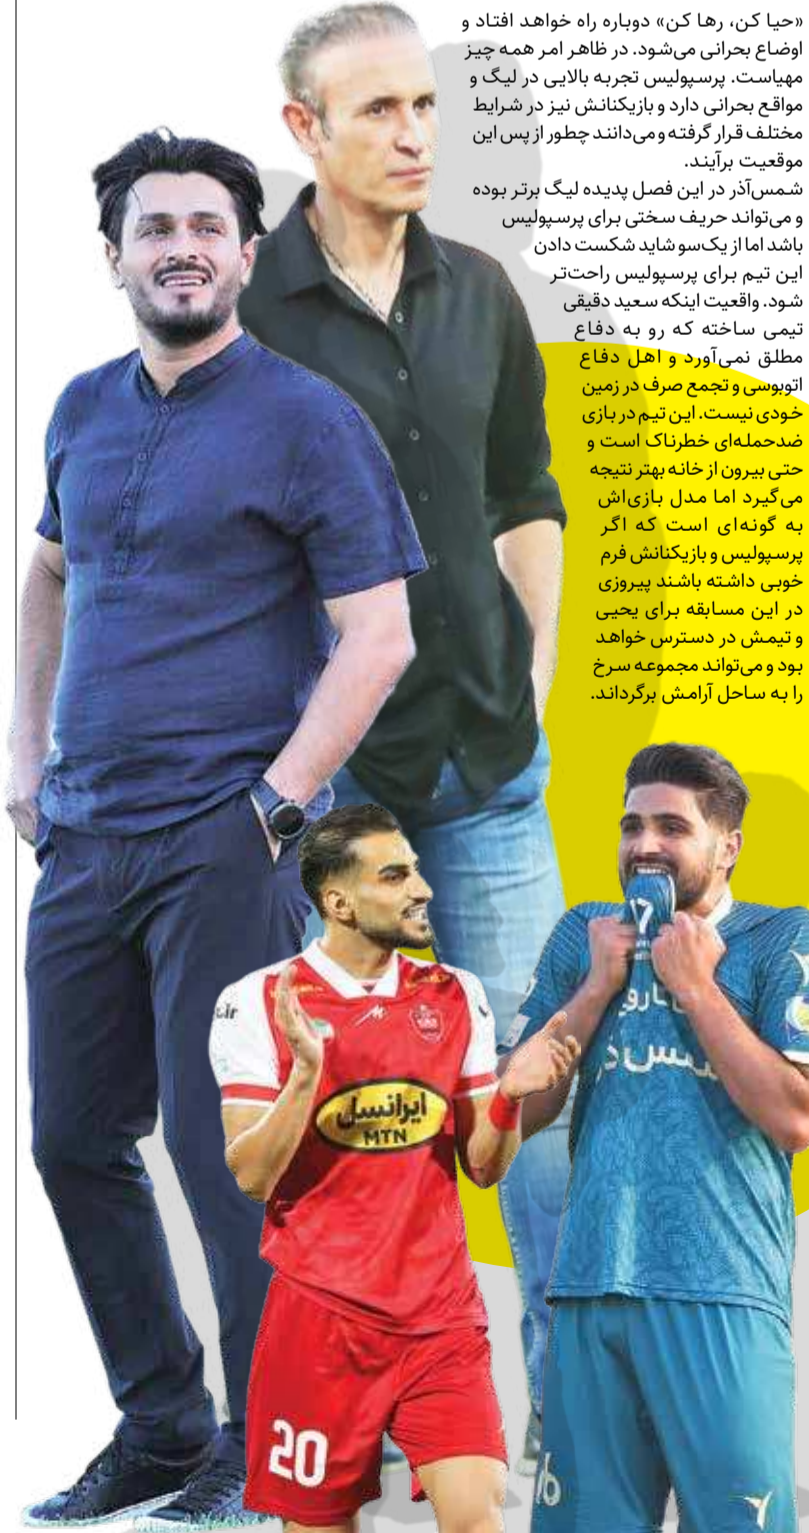 «حیا کن، رها کن» دوباره راه خواهد افتاد و
اوضاع بحرانی می‌شود. در ظاهر امر همه چیز
مهیاست. پرسپولیس تجربه بالایی در لیگ و
مواقع بحرانی دارد و بازیکنانش نیز در شرایط
مختلف قرار گرفته و می‌دانند چطور از پس این
موقعیت برآیند.
شمس‌آذر در این فصل پدیده لیگ برتر بوده
و می‌تواند حریف سختی برای پرسپولیس
باشد اما از یک‌سو شاید شکست دادن
این تیم برای پرسپولیس راحت‌تر
شود. واقعیت اینکه سعید دقیقی
تیمی ساخته که رو به دفاع
مطلق نمی‌آورد و اهل دفاع
اتوبوسی و تجمع صرف در زمین
خودی نیست. این تیم در بازی
ضدحمله‌ای خطرناک است و
حتی بیرون از خانه بهتر نتیجه
می‌گیرد اما مدل بازی‌اش
به گونه‌ای است که اگر
پرسپولیس و بازیکنانش فرم
خوبی داشته باشند پیروزی
در این مسابقه برای یحیی
و تیمش در دسترس خواهد
بود و می‌تواند مجموعه سرخ
را به ساحل آرامش برگرداند.
ایرانسل
MTN
20